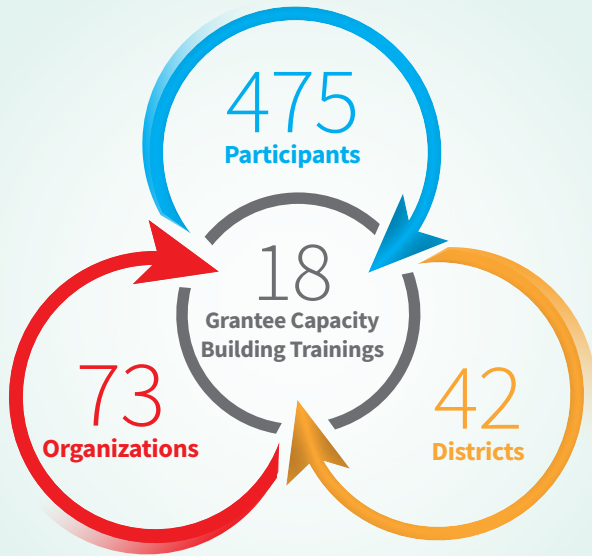 475
Participants
18
Grantee Capacity
Building Trainings
73
Organizations
42
Districts